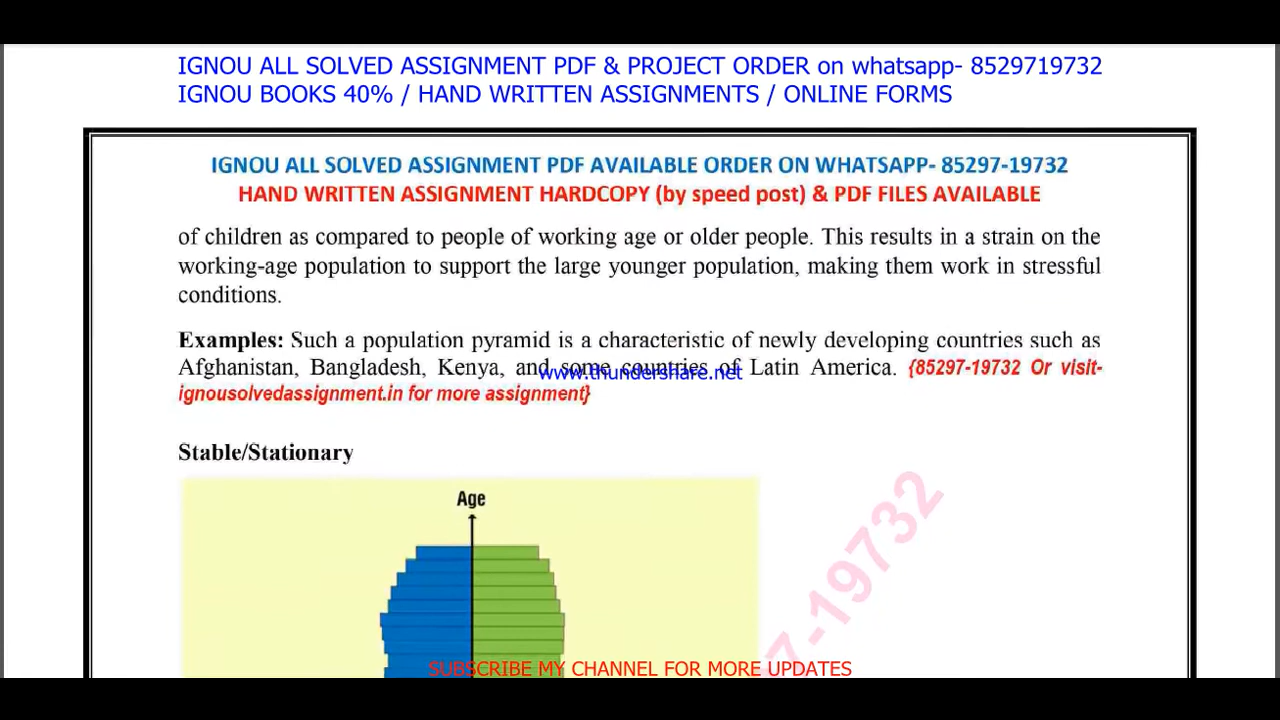 IGNOU ALL SOLVED ASSIGNMENT PDF & PROJECT ORDER on whatsapp- 8529719732
IGNOU BOOKS 40% / HAND WRITTEN ASSIGNMENTS / ONLINE FORMS
IGNOU ALL SOLVED ASSIGNMENT PDF AVAILABLE ORDER ON WHATSAPP- 85297-19732
HAND WRITTEN ASSIGNMENT HARDCOPY (by speed post) & PDF FILES AVAILABLE
of children as compared to people of working age or older people. This results in a strain on the
working-age population to support the large younger population, making them work in stressful
conditions.
Examples: Such a population pyramid is a characteristic of newly developing countries such as
Afghanistan, Bangladesh, Kenya, and some countries of Latin America. {85297-19732 Or visit-
www.thundershare.net
ignousolvedassignment.in for more assignment}
Stable/Stationary
Age
7-19732
SUBSCRIBE MY CHANNEL FOR MORE UPDATES